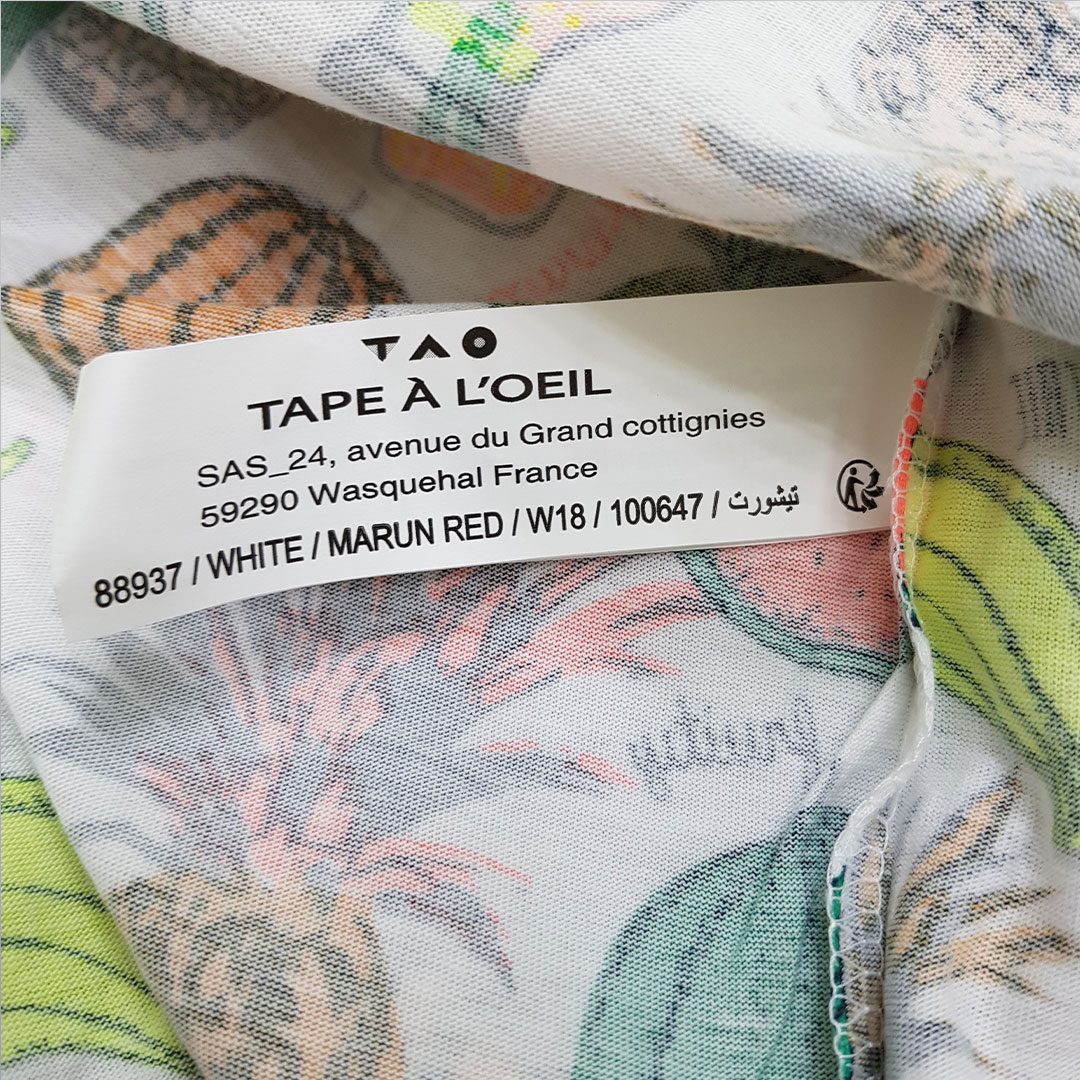 TAO
TAPE À L'OEIL
SAS_24, avenue du Grand cottignies
59290 Wasquehal France
88937 / WHITE / MARUN RED / W18 / 100647 / تيشورت